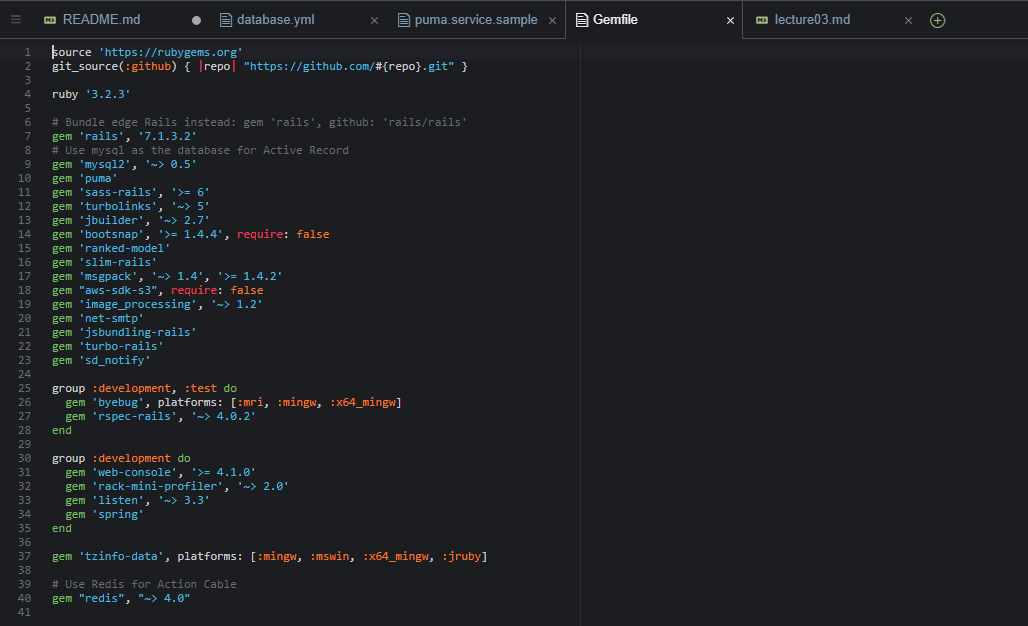 README.md database.yml puma.service.sample Gemfile lecture03.md
1 source 'https://rubygems.org'
2 git_source(:github) { |repo| "https://github.com/#{repo}.git" }
3
4 ruby '3.2.3'
5
6 # Bundle edge Rails instead: gem 'rails', github: 'rails/rails'
7 gem 'rails', '7.1.3.2'
8 # Use mysql as the database for Active Record
9 gem 'mysql2', '~> 0.5'
10 gem 'puma'
11 gem 'sass-rails', '>= 6'
12 gem 'turbolinks', '~> 5'
13 gem 'jbuilder', '~> 2.7'
14 gem 'bootsnap', '>= 1.4.4', require: false
15 gem 'ranked-model'
16 gem 'slim-rails'
17 gem 'msgpack', '~> 1.4', '>= 1.4.2'
18 gem "aws-sdk-s3", require: false
19 gem 'image_processing', '~> 1.2'
20 gem 'net-smtp'
21 gem 'jsbundling-rails'
22 gem 'turbo-rails'
23 gem 'sd_notify'
24
25 group :development, :test do
26 gem 'byebug', platforms: [:mri, :mingw, :x64_mingw]
27 gem 'rspec-rails', '~> 4.0.2'
28 end
29
30 group :development do
31 gem 'web-console', '>= 4.1.0'
32 gem 'rack-mini-profiler', '~> 2.0'
33 gem 'listen', '~> 3.3'
34 gem 'spring'
35 end
36
37 gem 'tzinfo-data', platforms: [:mingw, :mswin, :x64_mingw, :jruby]
38
39 # Use Redis for Action Cable
40 gem "redis", "~> 4.0"
41